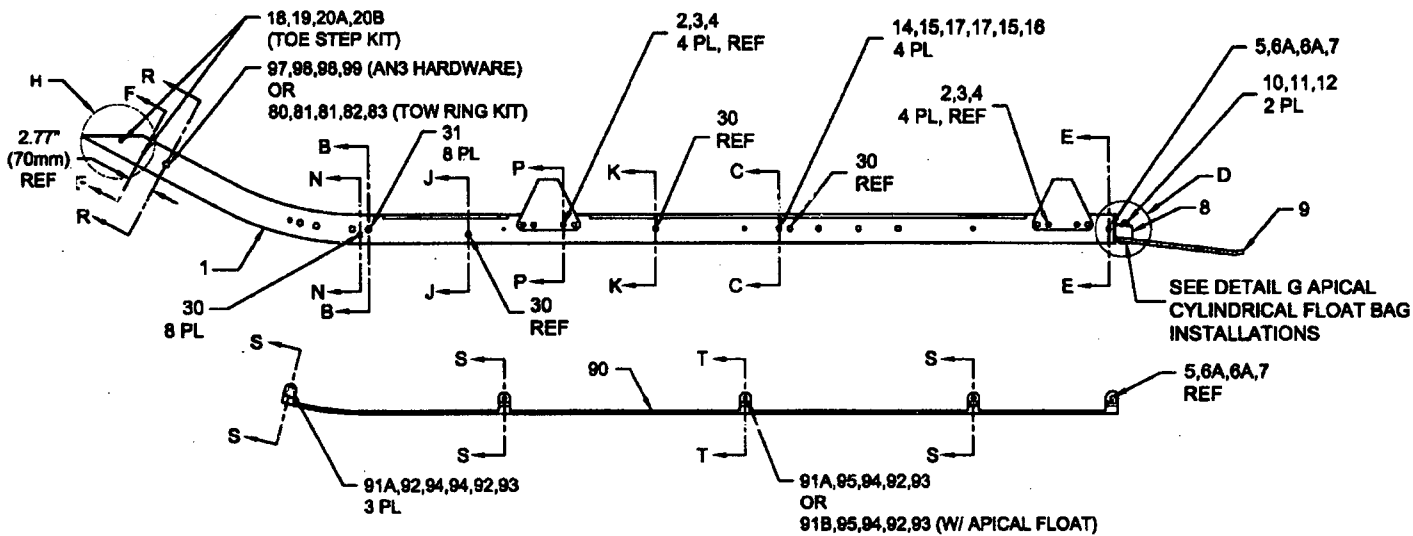 18,19,20A,20B
(TOE STEP KIT)
97,98,98,99 (AN3 HARDWARE)
OR
80,81,81,82,83 (TOW RING KIT)
2,3,4
4 PL, REF
14,15,17,17,15,16
4 PL
5,6A,6A,7
10,11,12
2 PL
2,3,4
4 PL, REF
H
R
F
2.77"
(70mm)
REF
F
R
31
8 PL
30
REF
30
REF
B
N
J
P
K
C
E
D
8
9
1
N
B
J
P
K
C
E
30
8 PL
30
REF
SEE DETAIL G APICAL
CYLINDRICAL FLOAT BAG
INSTALLATIONS
S
S
90
T
S
5,6A,6A,7
REF
S
S
T
S
91A,92,94,94,92,93
3 PL
91A,95,94,92,93
OR
91B,95,94,92,93 (W/ APICAL FLOAT)